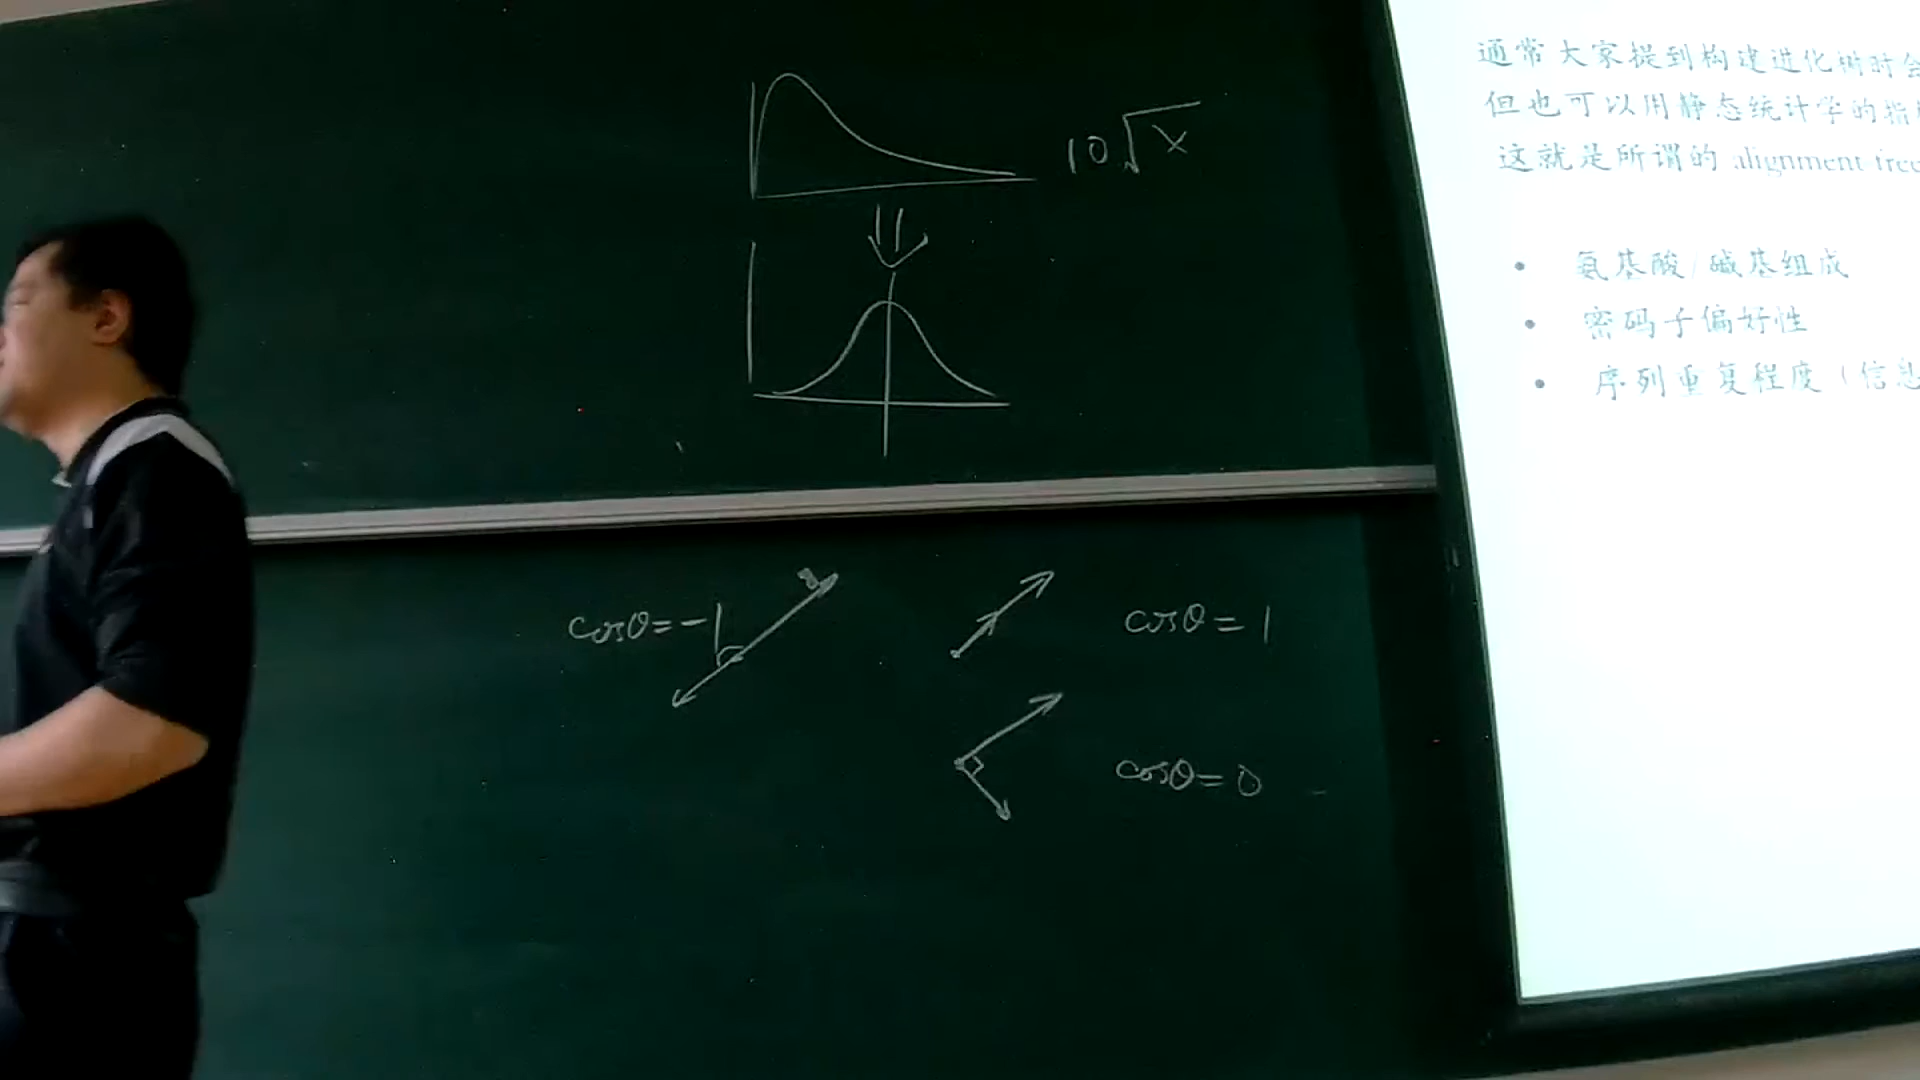 10√x
cosθ=-1
cosθ=1
cosθ=0
通常大家提到构建进化树时会
但也可以用静态统计学的指
这就是所谓的 alignment free
• 氨基酸/碱基组成
• 密码子偏好性
• 序列重复程度（信息